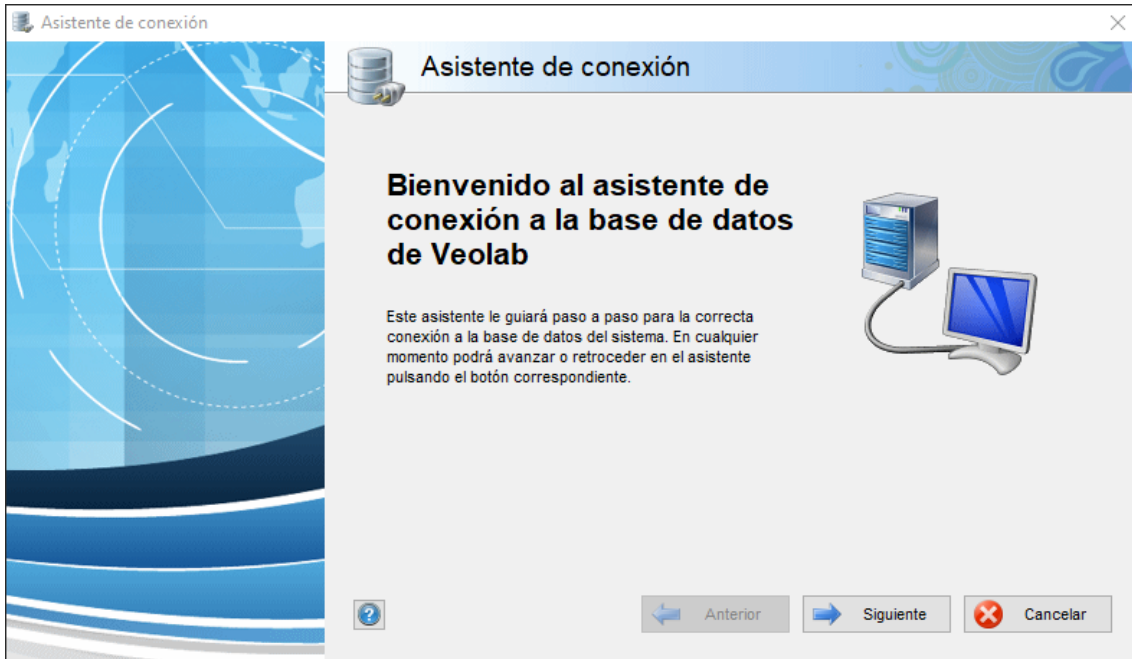 Asistente de conexión
Asistente de conexión
Bienvenido al asistente de
conexión a la base de datos
de Veolab
Este asistente le guiará paso a paso para la correcta
conexión a la base de datos del sistema. En cualquier
momento podrá avanzar o retroceder en el asistente
pulsando el botón correspondiente.
? Anterior Siguiente Cancelar